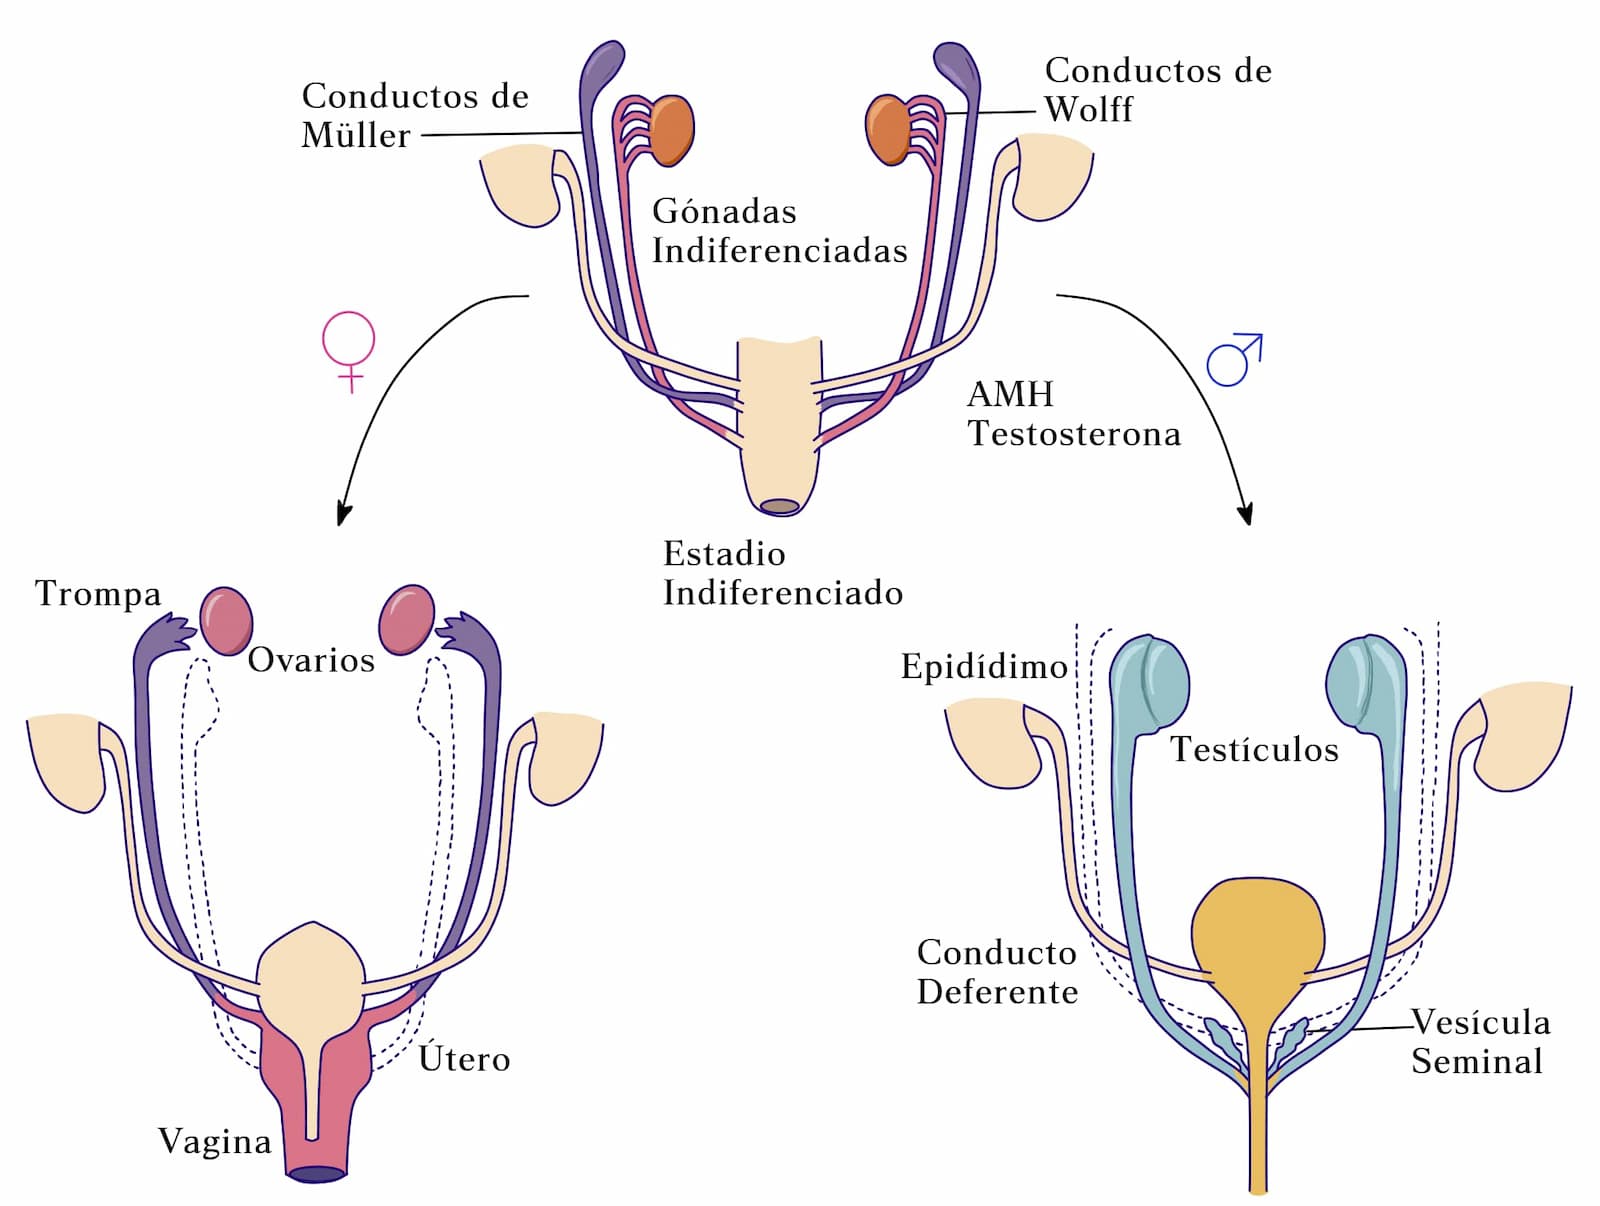 Conductos de
Müller
Conductos de
Wolff
Gónadas
Indiferenciadas
AMH
Testosterona
Estadio
Indiferenciado
Trompa
Ovarios
Útero
Vagina
Epidídimo
Testículos
Conducto
Deferente
Vesícula
Seminal